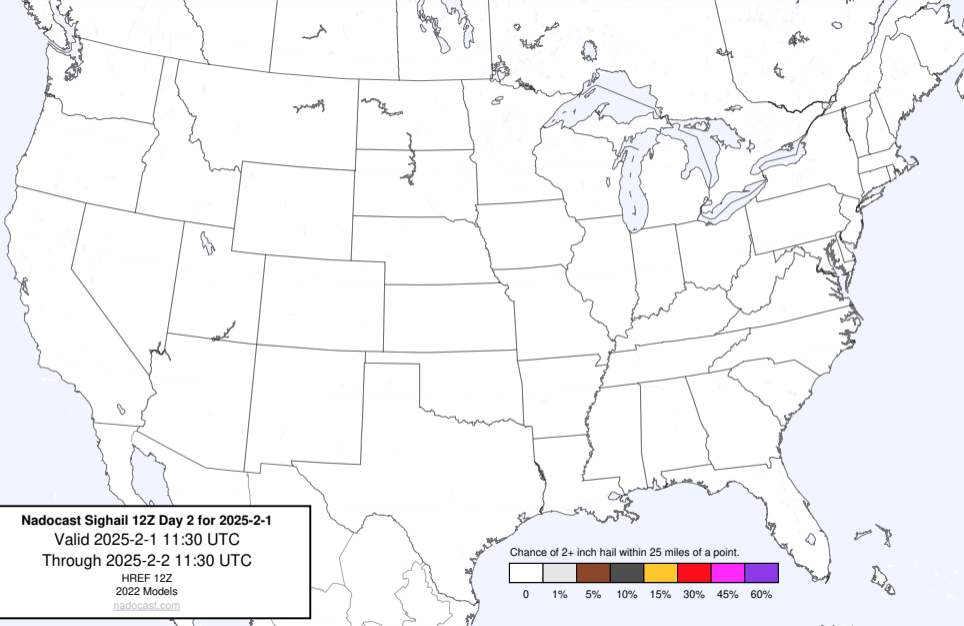 Nadocast Sighail 12Z Day 2 for 2025-2-1
Valid 2025-2-1 11:30 UTC
Through 2025-2-2 11:30 UTC
HREF 12Z
2022 Models
nadocast.com
Chance of 2+ inch hail within 25 miles of a point.
0 1% 5% 10% 15% 30% 45% 60%